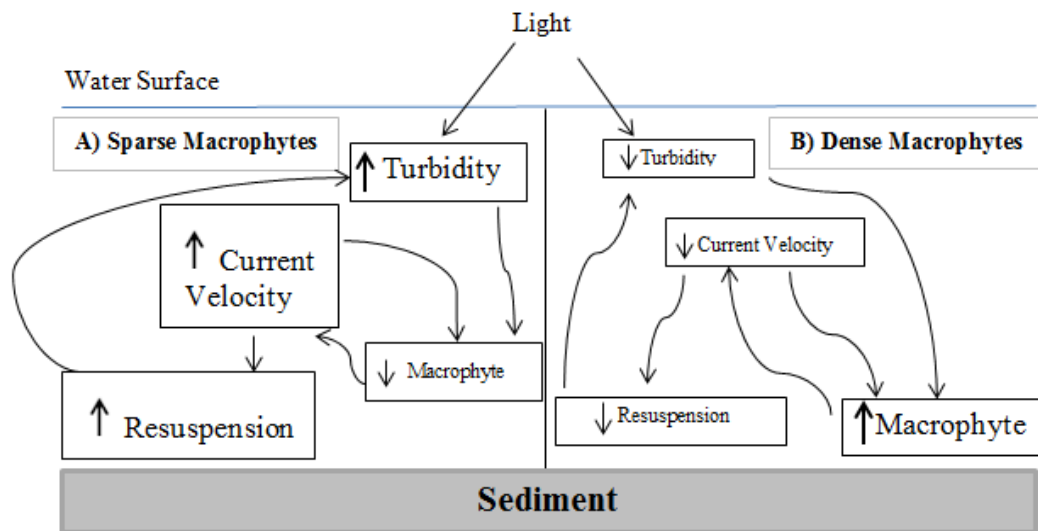 Light
Water Surface
A) Sparse Macrophytes
B) Dense Macrophytes
Turbidity
Turbidity
Current
Velocity
Current Velocity
Macrophyte
Resuspension
Resuspension
Macrophyte
Sediment